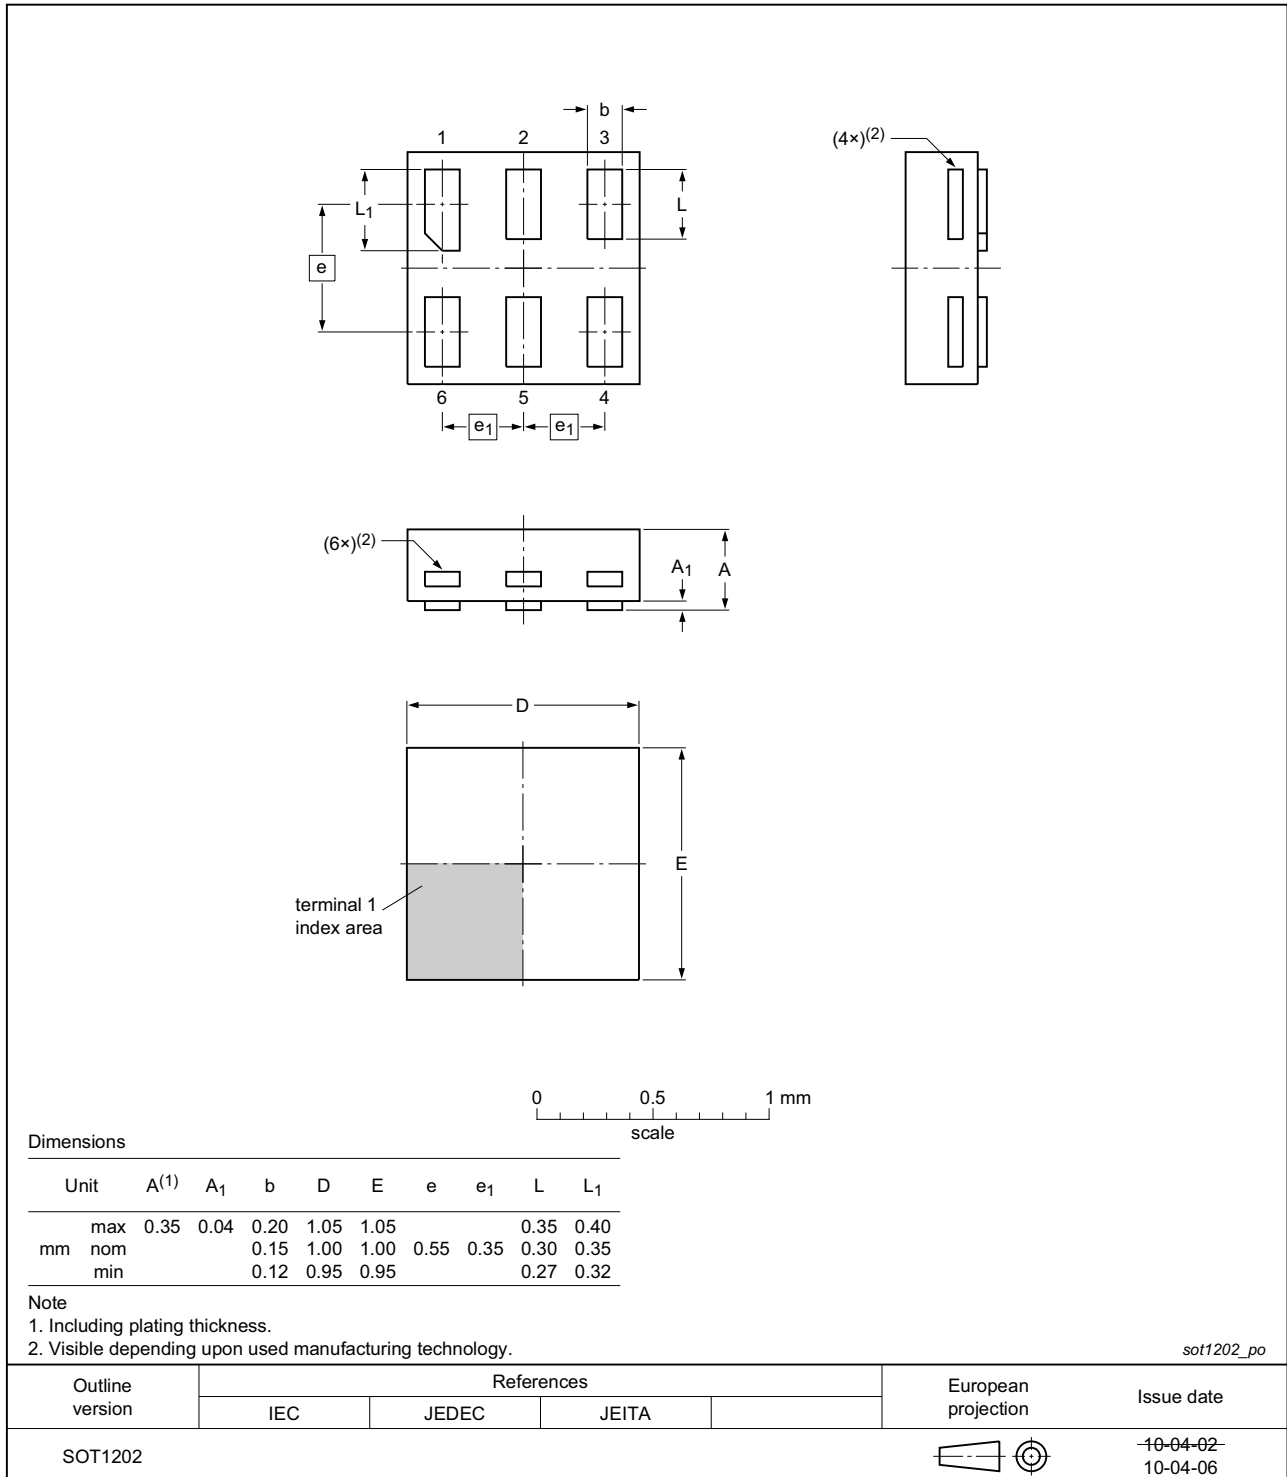 b
1 2 3
(4×)(2)
L1
L
e
6 5 4
e1 e1
(6×)(2)
A1 A
D
E
terminal 1
index area
0 0.5 1 mm
scale
Dimensions
Unit A(1) A1 b D E e e1 L L1
max 0.35 0.04 0.20 1.05 1.05 0.35 0.40
mm nom 0.15 1.00 1.00 0.55 0.35 0.30 0.35
min 0.12 0.95 0.95 0.27 0.32
Note
1. Including plating thickness.
2. Visible depending upon used manufacturing technology.
sot1202_po
Outline
version
References
IEC JEDEC JEITA
European
projection
Issue date
SOT1202
10-04-02
10-04-06